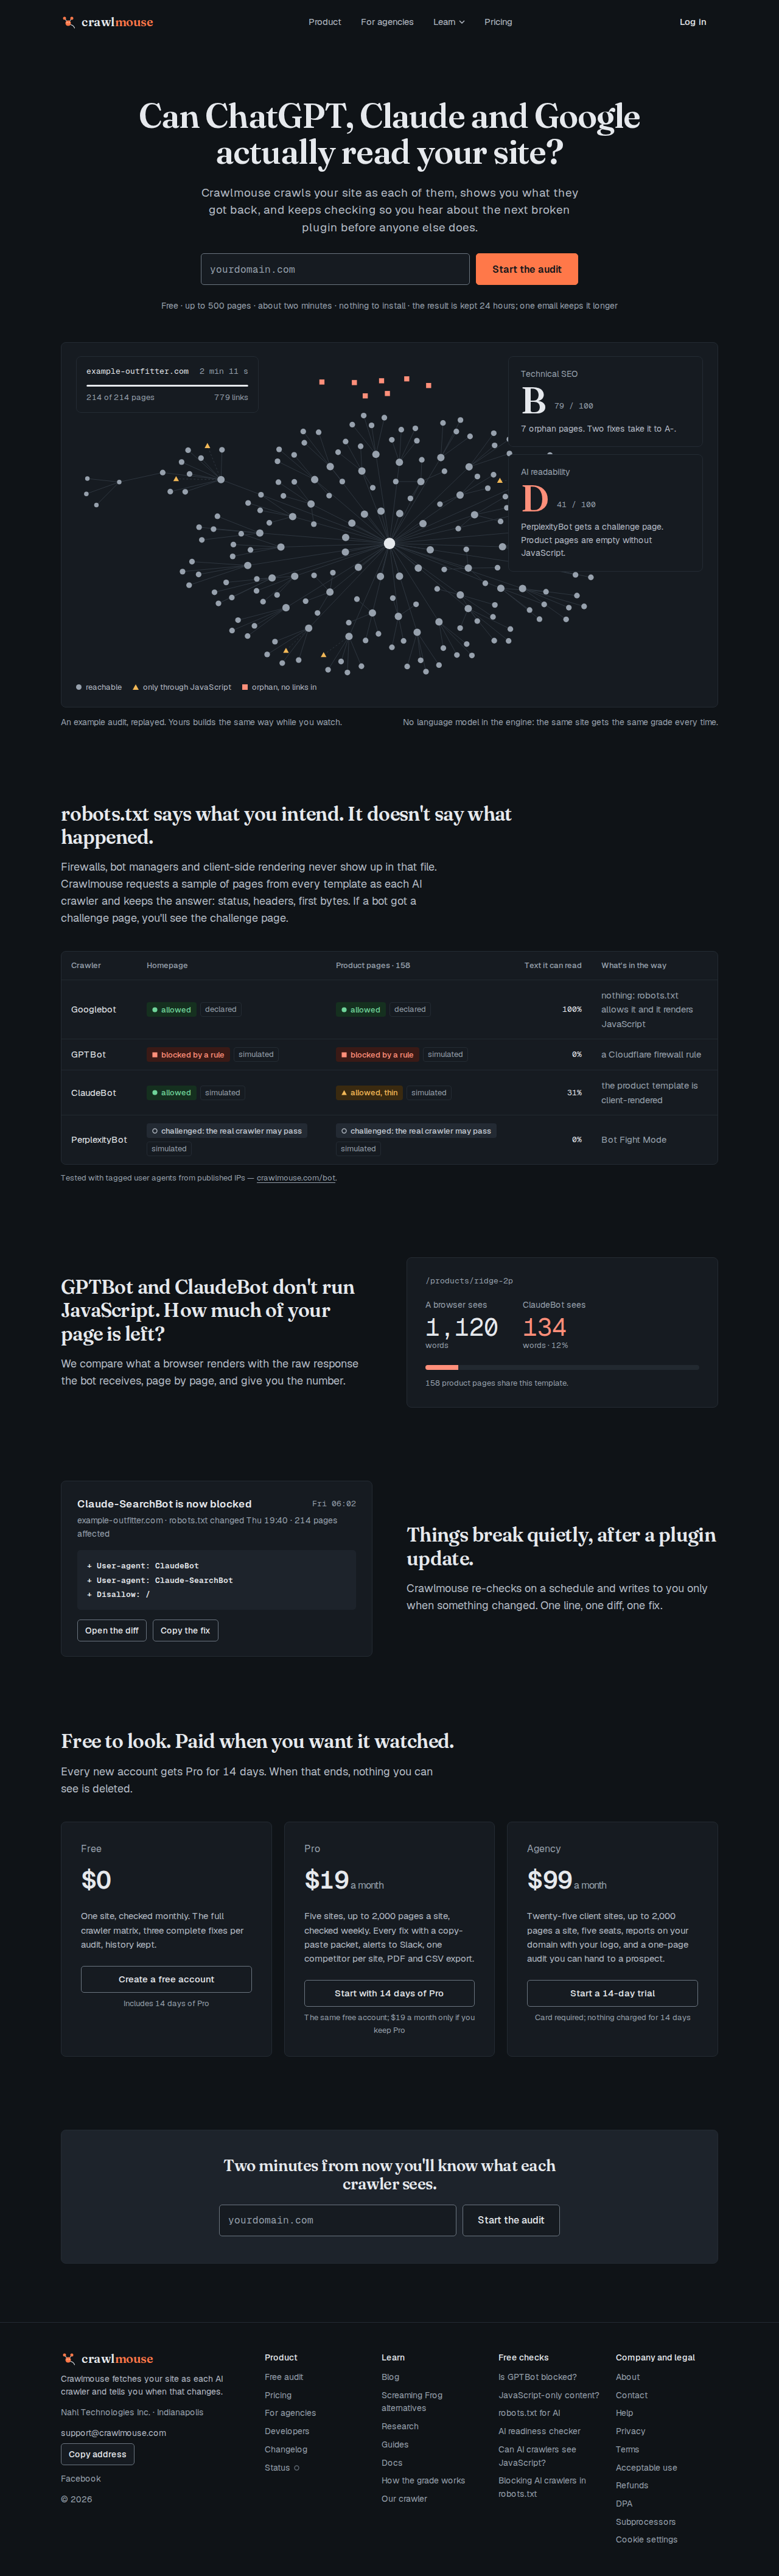 crawlmouse
Product
For agencies
Learn
Pricing
Log in
Can ChatGPT, Claude and Google
actually read your site?
Crawlmouse crawls your site as each of them, shows you what they
got back, and keeps checking so you hear about the next broken
plugin before anyone else does.
yourdomain.com
Start the audit
Free · up to 500 pages · about two minutes · nothing to install · the result is kept 24 hours; one email keeps it longer
example-outfitter.com 2 min 11 s
214 of 214 pages 779 links
Technical SEO
B 79 / 100
7 orphan pages. Two fixes take it to A-.
AI readability
D 41 / 100
PerplexityBot gets a challenge page.
Product pages are empty without
JavaScript.
reachable only through JavaScript orphan, no links in
An example audit, replayed. Yours builds the same way while you watch.
No language model in the engine: the same site gets the same grade every time.
robots.txt says what you intend. It doesn't say what
happened.
Firewalls, bot managers and client-side rendering never show up in that file.
Crawlmouse requests a sample of pages from every template as each AI
crawler and keeps the answer: status, headers, first bytes. If a bot got a
challenge page, you'll see the challenge page.
Crawler Homepage Product pages · 158 Text it can read What's in the way
Googlebot allowed declared allowed declared 100% nothing: robots.txt
allows it and it renders
JavaScript
GPTBot blocked by a rule simulated blocked by a rule simulated 0% a Cloudflare firewall rule
ClaudeBot allowed simulated allowed, thin simulated 31% the product template is
client-rendered
PerplexityBot challenged: the real crawler may pass simulated challenged: the real crawler may pass simulated 0% Bot Fight Mode
Tested with tagged user agents from published IPs — crawlmouse.com/bot.
GPTBot and ClaudeBot don't run
JavaScript. How much of your
page is left?
We compare what a browser renders with the raw response
the bot receives, page by page, and give you the number.
/products/ridge-2p
A browser sees ClaudeBot sees
1,120 134
words words · 12%
158 product pages share this template.
Claude-SearchBot is now blocked Fri 06:02
example-outfitter.com · robots.txt changed Thu 19:40 · 214 pages
affected
+ User-agent: ClaudeBot
+ User-agent: Claude-SearchBot
+ Disallow: /
Open the diff Copy the fix
Things break quietly, after a plugin
update.
Crawlmouse re-checks on a schedule and writes to you only
when something changed. One line, one diff, one fix.
Free to look. Paid when you want it watched.
Every new account gets Pro for 14 days. When that ends, nothing you can
see is deleted.
Free
$0
One site, checked monthly. The full
crawler matrix, three complete fixes per
audit, history kept.
Create a free account
Includes 14 days of Pro
Pro
$19 a month
Five sites, up to 2,000 pages a site,
checked weekly. Every fix with a copy-
paste packet, alerts to Slack, one
competitor per site, PDF and CSV export.
Start with 14 days of Pro
The same free account; $19 a month only if you
keep Pro
Agency
$99 a month
Twenty-five client sites, up to 2,000
pages a site, five seats, reports on your
domain with your logo, and a one-page
audit you can hand to a prospect.
Start a 14-day trial
Card required; nothing charged for 14 days
Two minutes from now you'll know what each
crawler sees.
yourdomain.com
Start the audit
crawlmouse
Crawlmouse fetches your site as each AI
crawler and tells you when that changes.
Nahl Technologies Inc. · Indianapolis
support@crawlmouse.com
Copy address
Facebook
© 2026
Product
Free audit
Pricing
For agencies
Developers
Changelog
Status
Learn
Blog
Screaming Frog
alternatives
Research
Guides
Docs
How the grade works
Our crawler
Free checks
Is GPTBot blocked?
JavaScript-only content?
robots.txt for AI
AI readiness checker
Can AI crawlers see
JavaScript?
Blocking AI crawlers in
robots.txt
Company and legal
About
Contact
Help
Privacy
Terms
Acceptable use
Refunds
DPA
Subprocessors
Cookie settings